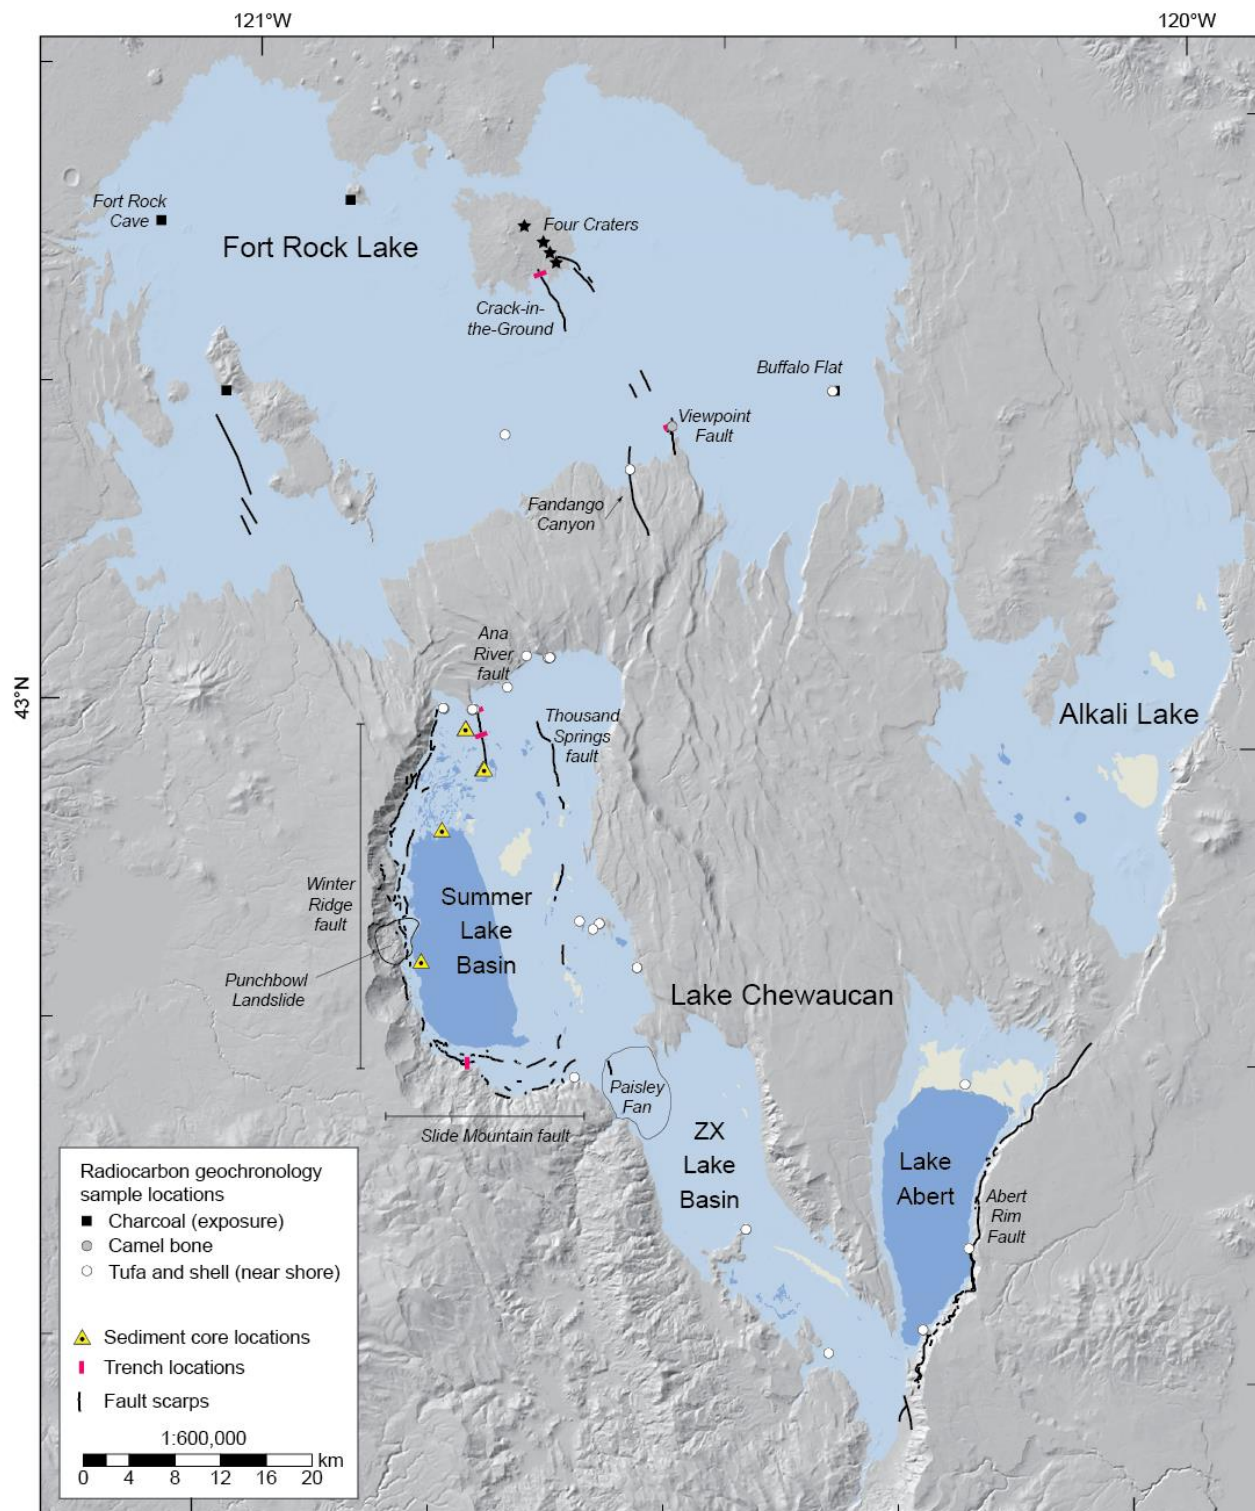 121°W
120°W
Fort Rock
Cave
Four Craters
Fort Rock Lake
Crack-in-
the-Ground
Buffalo Flat
Viewpoint
Fault
Fandango
Canyon
Ana
River
fault
43°N
Thousand
Springs
fault
Alkali Lake
Winter
Ridge
fault
Summer
Lake
Basin
Punchbowl
Landslide
Lake Chewaucan
Paisley
Fan
Slide Mountain fault
ZX
Lake
Basin
Lake
Abert
Abert
Rim
Fault
Radiocarbon geochronology
sample locations
Charcoal (exposure)
Camel bone
Tufa and shell (near shore)
Sediment core locations
Trench locations
Fault scarps
1:600,000
km
0 4 8 12 16 20